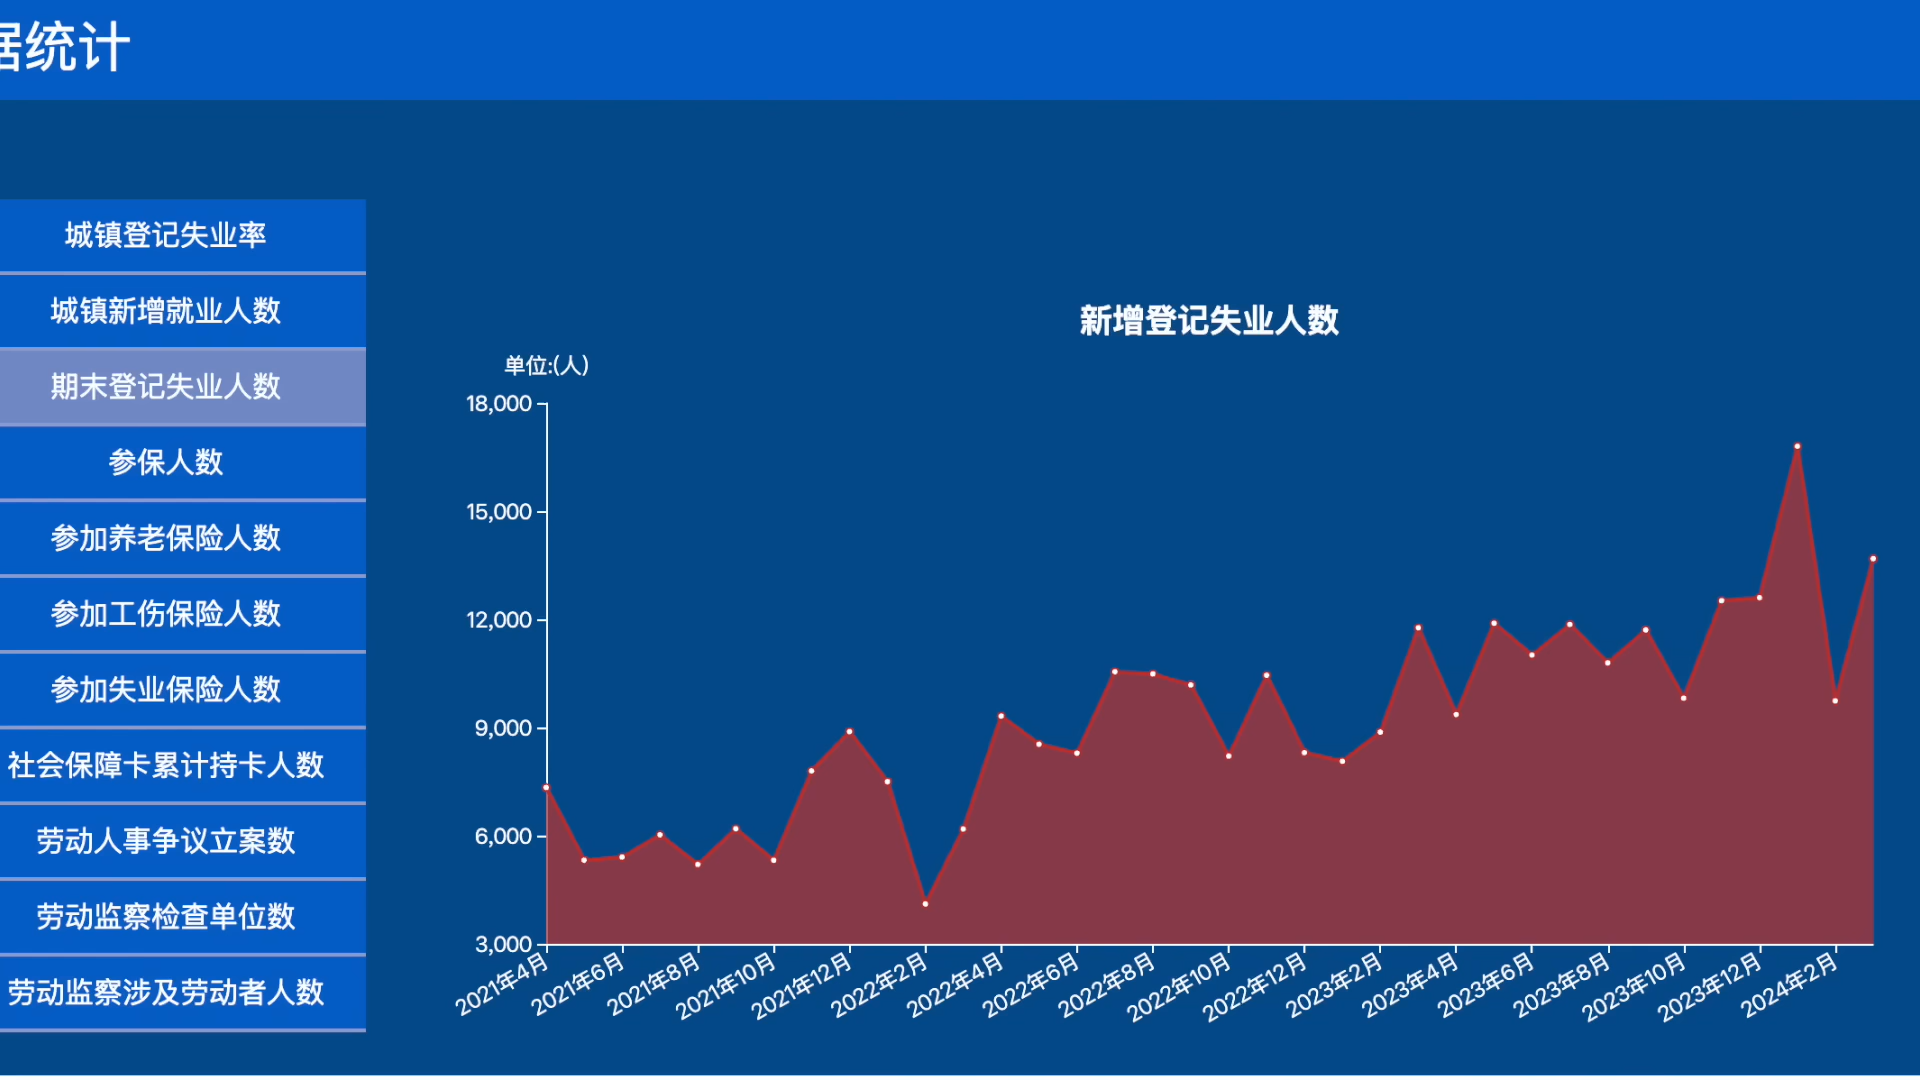 据统计
城镇登记失业率
城镇新增就业人数
期末登记失业人数
参保人数
参加养老保险人数
参加工伤保险人数
参加失业保险人数
社会保障卡累计持卡人数
劳动人事争议立案数
劳动监察检查单位数
劳动监察涉及劳动者人数
新增登记失业人数
单位:(人)
18,000
15,000
12,000
9,000
6,000
3,000
2021年4月
2021年6月
2021年8月
2021年10月
2021年12月
2022年2月
2022年4月
2022年6月
2022年8月
2022年10月
2022年12月
2023年2月
2023年4月
2023年6月
2023年8月
2023年10月
2023年12月
2024年2月